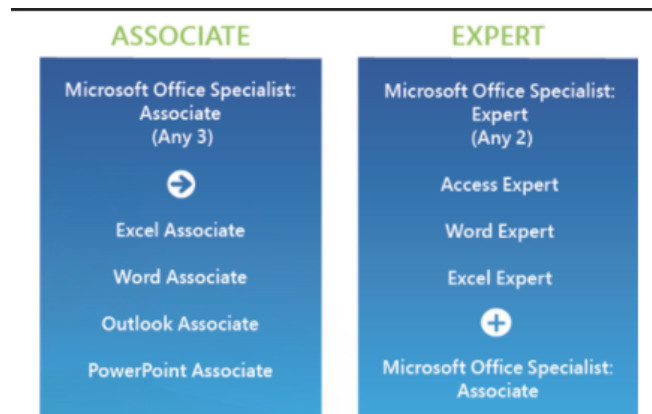 ASSOCIATE
Microsoft Office Specialist:
Associate
(Any 3)
Excel Associate
Word Associate
Outlook Associate
PowerPoint Associate
EXPERT
Microsoft Office Specialist:
Expert
(Any 2)
Access Expert
Word Expert
Excel Expert
Microsoft Office Specialist:
Associate